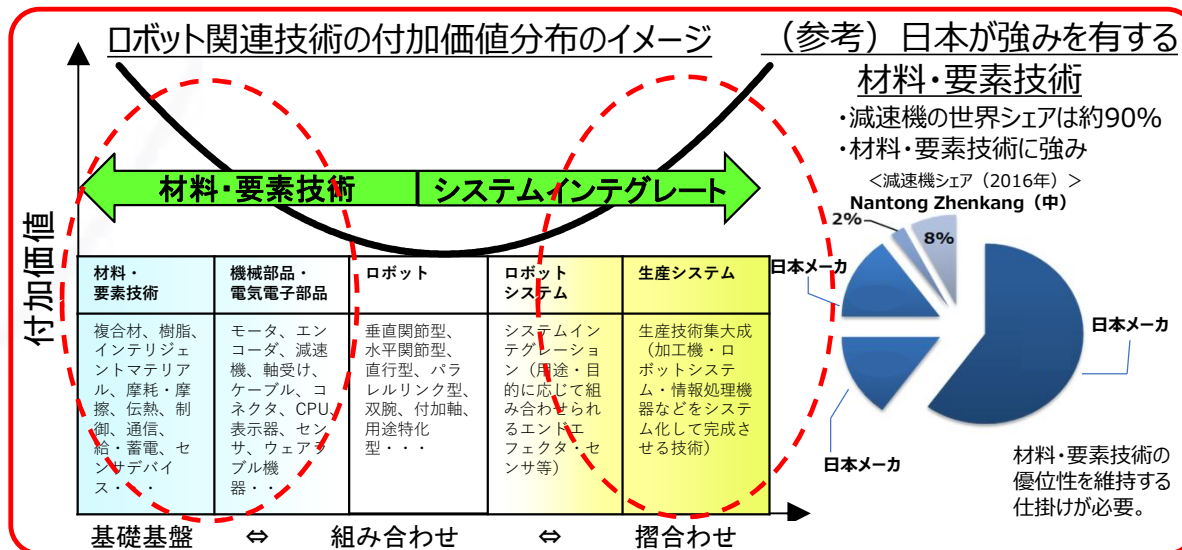 ロボット関連技術の付加価値分布のイメージ
(参考)日本が強みを有する
材料・要素技術
・減速機の世界シェアは約90%
・材料・要素技術に強み
<減速機シェア(2016年)>
Nantong Zhenkang(中)
2%
8%
日本メーカ
日本メーカ
日本メーカ
材料・要素技術の
優位性を維持する
仕掛けが必要。
付加価値
材料・要素技術
システムインテグレート
材料・
要素技術
機械部品・
電気電子部品
ロボット
ロボット
システム
生産システム
複合材、樹脂、
インテリジェ
ントマテリア
ル、摩耗・摩
擦、伝熱、制
御、通信、
給・蓄電、セ
ンサデバイ
ス・・・
モータ、エン
コーダ、減速
機、軸受け、
ケーブル、コ
ネクタ、CPU、
表示器、セン
サ、ウェアラ
ブル機
器・・
垂直関節型、
水平関節型、
直行型、パラ
レルリンク型、
双腕、付加軸、
用途特化
型・・・
システムイン
テグレーショ
ン(用途・目
的に応じて組
み合わせられ
るエンドエ
フェクタ・セ
ンサ等)
生産技術集大成
(加工機・ロ
ボットシステ
ム・情報処理機
器などをシステ
ム化して完成さ
せる技術)
基礎基盤 ⇔ 組み合わせ ⇔ 摺合わせ